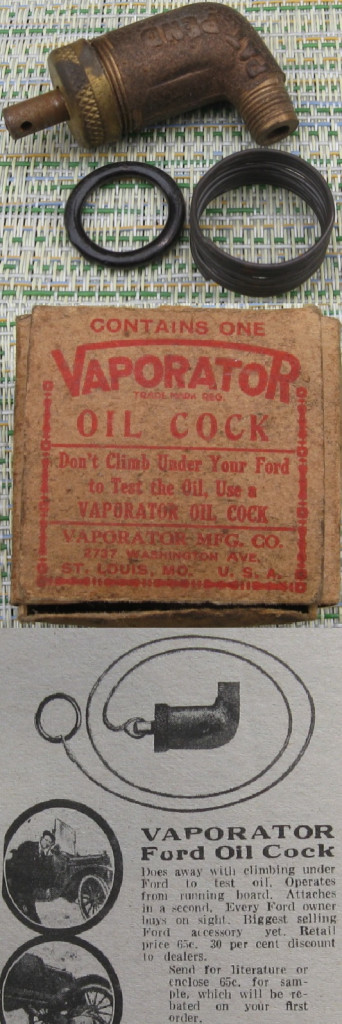 PAT. PEND.
CONTAINS ONE
VAPORATOR
TRADE MARK REG
OIL COCK
Don't Climb Under Your Ford
to Test the Oil, Use a
VAPORATOR OIL COCK
VAPORATOR MFG. CO.
2737 WASHINGTON AVE.
ST. LOUIS, MO. U. S. A.
VAPORATOR
Ford Oil Cock
Does away with climbing under
Ford to test oil. Operates
from running board. Attaches
in a second. Every Ford owner
buys on sight. Biggest selling
Ford accessory yet. Retail
price 65c. 30 per cent discount
to dealers.
Send for literature or
enclose 65c. for sam-
ple, which will be re-
bated on your first
order.